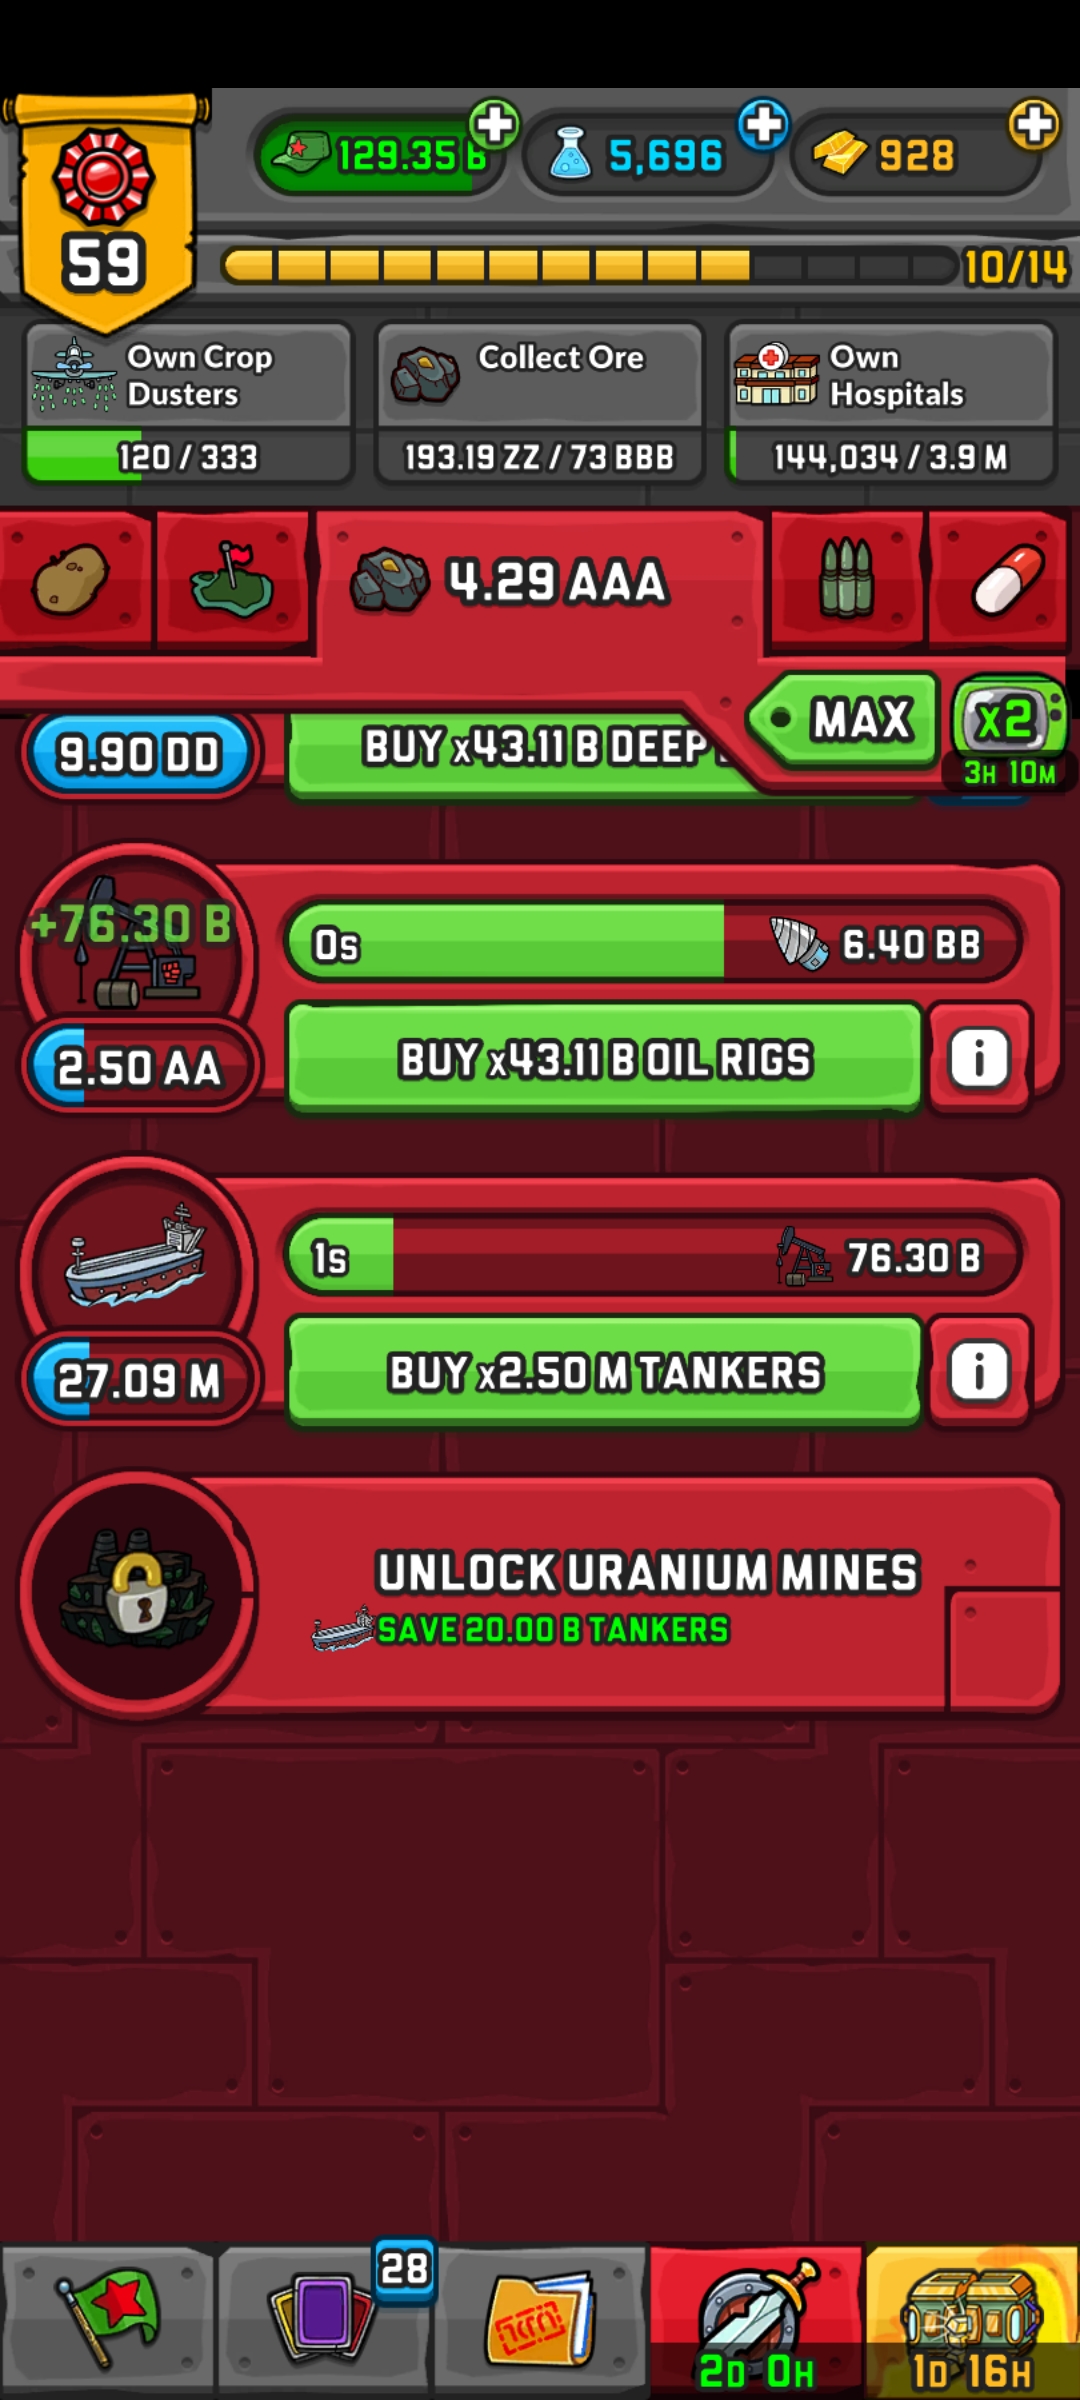 129.35 B
5,696
928
59
10/14
Own Crop
Dusters
120 / 333
Collect Ore
193.19 ZZ / 73 BBB
Own
Hospitals
144,034 / 3.9 M
4.29 AAA
MAX
x2
3H 10M
9.90 DD
BUY x43.11 B DEEP
+76.30 B
0s
6.40 BB
2.50 AA
BUY x43.11 B OIL RIGS
i
1s
76.30 B
27.09 M
BUY x2.50 M TANKERS
i
UNLOCK URANIUM MINES
SAVE 20.00 B TANKERS
28
2D 0H
1D 16H